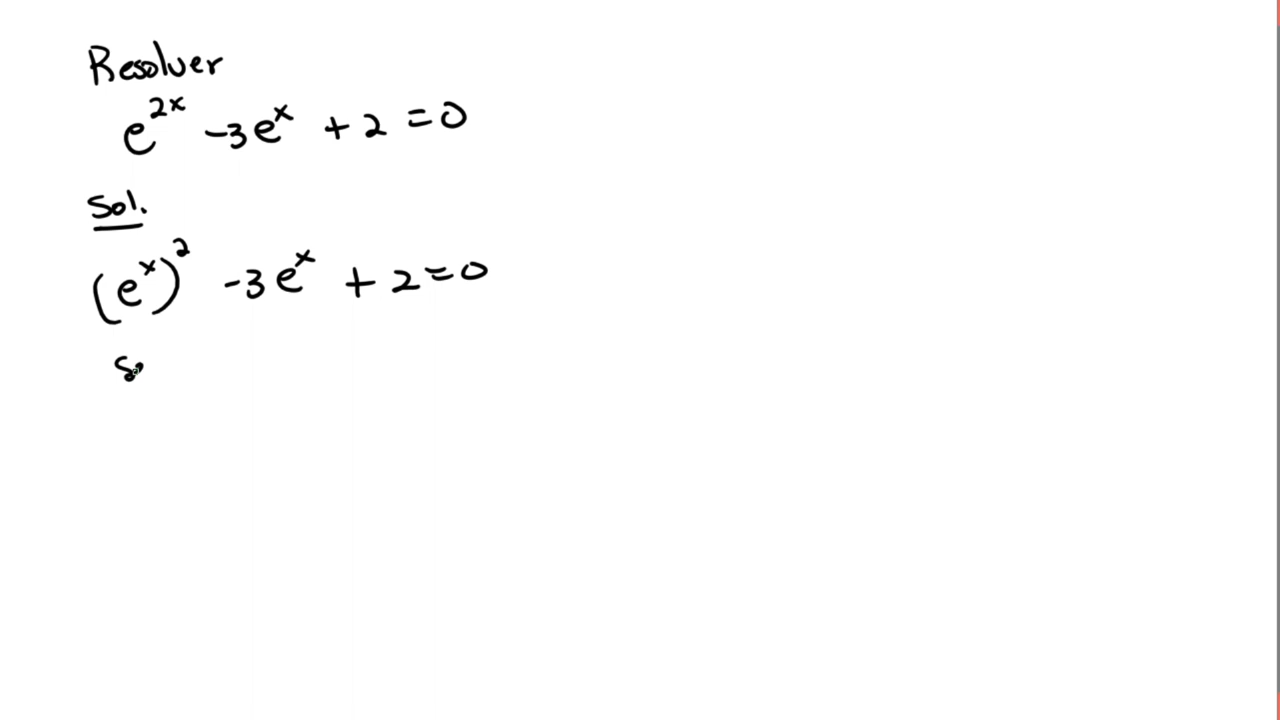 Resolver
e^{2x} -3e^{x} + 2 = 0
Sol.
(e^{x})^{2} -3e^{x} + 2 = 0